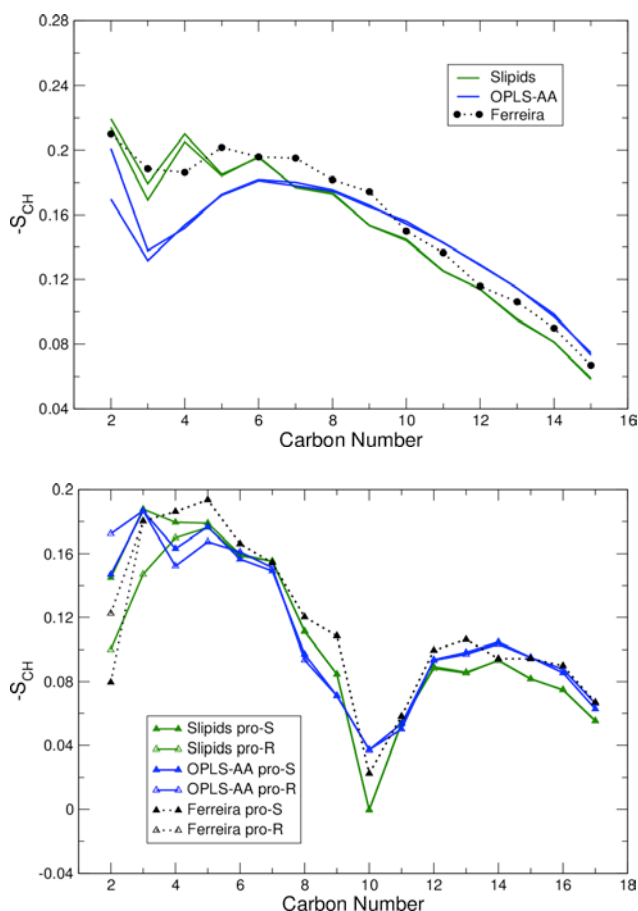 0.28
0.24
0.2
0.16
0.12
0.08
0.04
-S_CH
Slipids
OPLS-AA
Ferreira
2 4 6 8 10 12 14 16
Carbon Number
0.2
0.16
0.12
0.08
0.04
0
-0.04
-S_CH
Slipids pro-S
Slipids pro-R
OPLS-AA pro-S
OPLS-AA pro-R
Ferreira pro-S
Ferreira pro-R
2 4 6 8 10 12 14 16 18
Carbon Number